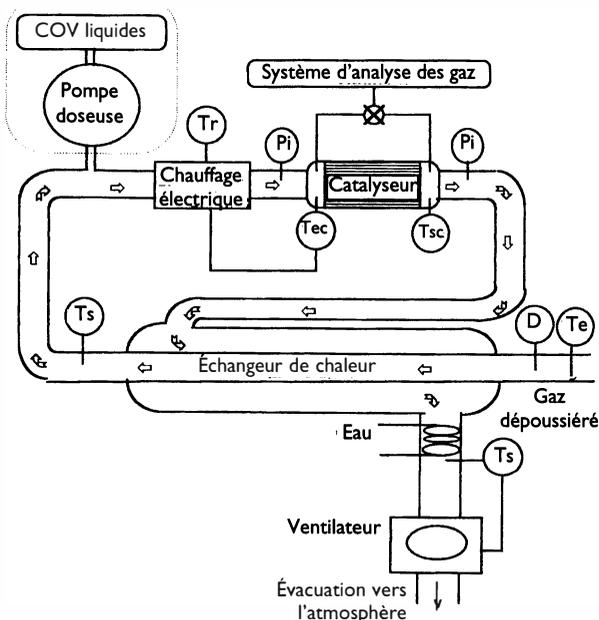 COV liquides
Pompe
doseuse
Système d'analyse des gaz
Tr
Pi
Pi
Chauffage
électrique
Catalyseur
Tec
Tsc
Ts
D
Te
Échangeur de chaleur
Gaz
dépoussiéré
Eau
Ts
Ventilateur
Évacuation vers
l'atmosphère